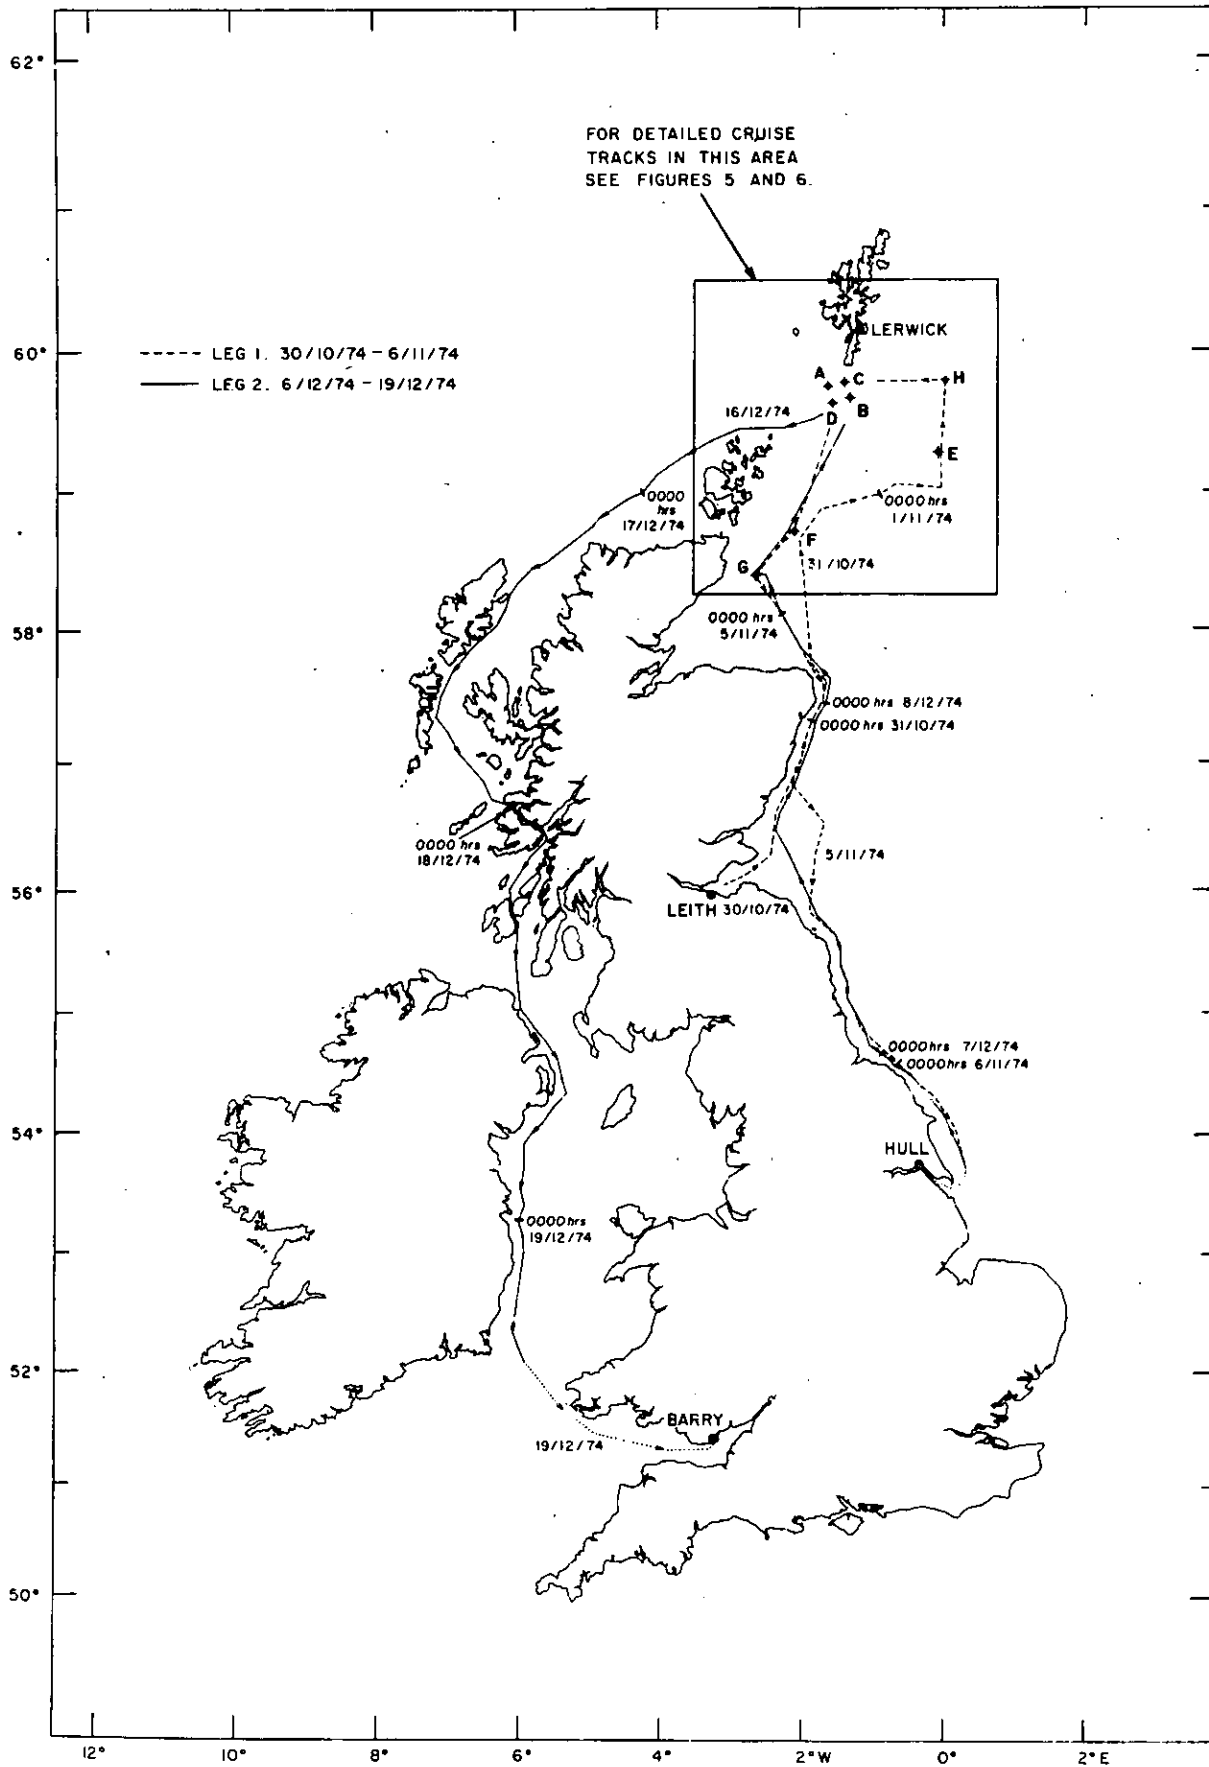 62°
FOR DETAILED CRUISE
TRACKS IN THIS AREA
SEE FIGURES 5 AND 6.
LERWICK
60°
LEG 1. 30/10/74 - 6/11/74
LEG 2. 6/12/74 - 19/12/74
A
C
H
B
D
16/12/74
E
0000
hrs
17/12/74
0000 hrs
1/11/74
F
G
31/10/74
0000 hrs
5/11/74
58°
0000 hrs 8/12/74
0000 hrs 31/10/74
0000 hrs
18/12/74
5/11/74
56°
LEITH 30/10/74
0000 hrs 7/12/74
0000 hrs 6/11/74
54°
HULL
0000 hrs
19/12/74
52°
BARRY
19/12/74
50°
12°
10°
8°
6°
4°
2° W
0°
2° E